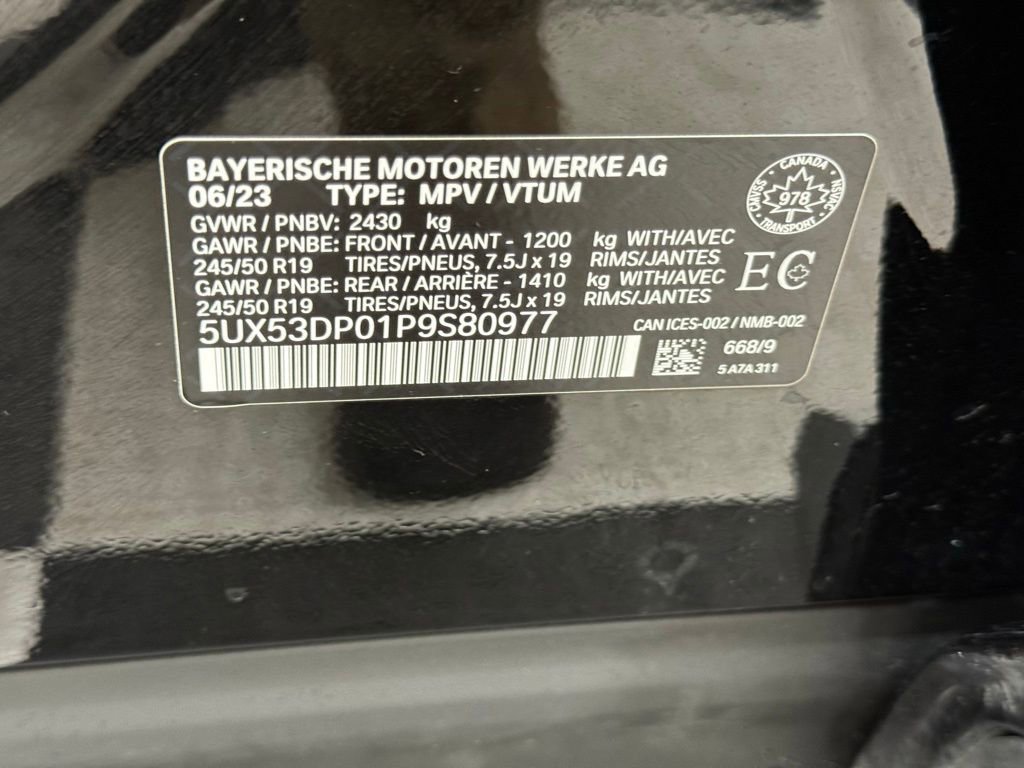 BAYERISCHE MOTOREN WERKE AG
06/23 TYPE: MPV / VTUM
GVWR / PNBV: 2430 kg
GAWR / PNBE: FRONT / AVANT - 1200 kg WITH/AVEC
245/50 R19 TIRES/PNEUS, 7.5J x 19 RIMS/JANTES
GAWR / PNBE: REAR / ARRIÈRE - 1410 kg WITH/AVEC
245/50 R19 TIRES/PNEUS, 7.5J x 19 RIMS/JANTES
5UX53DP01P9S80977
CANADA
CMVSS 978 NSVAC
TRANSPORT
EC
CAN ICES-002 / NMB-002
668/9
5 A7A 311